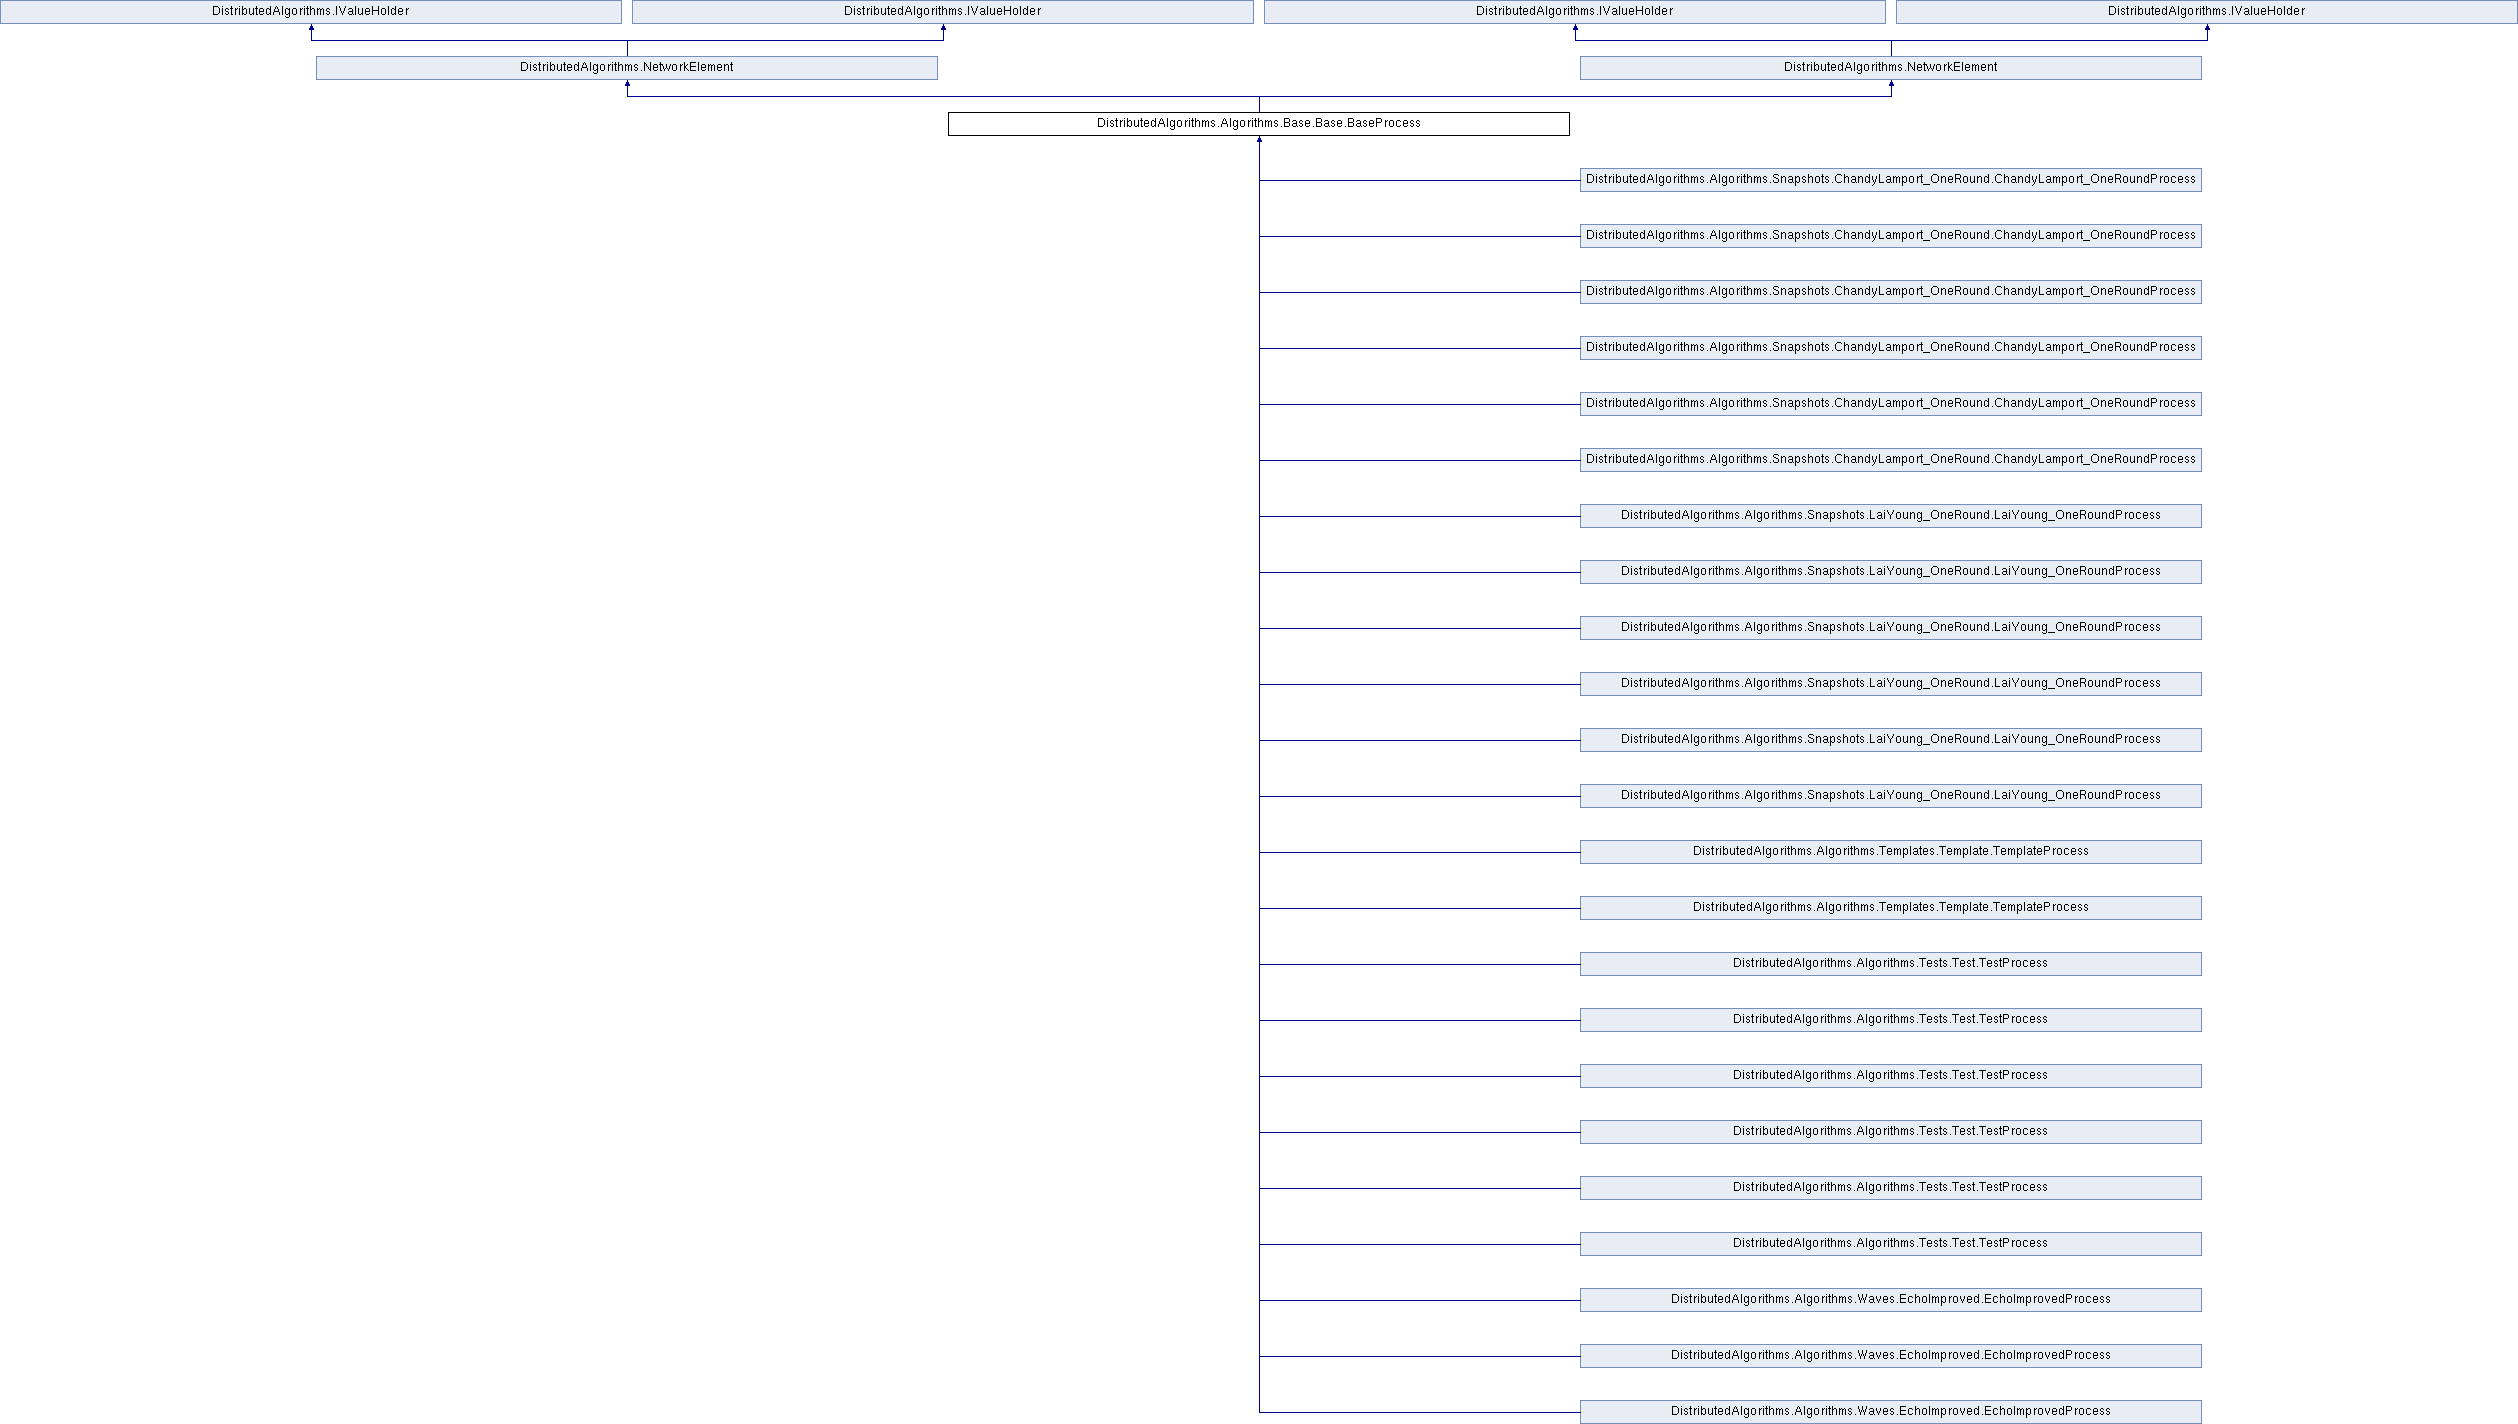 DistributedAlgorithms.IValueHolder
DistributedAlgorithms.IValueHolder
DistributedAlgorithms.IValueHolder
DistributedAlgorithms.IValueHolder
DistributedAlgorithms.NetworkElement
DistributedAlgorithms.NetworkElement
DistributedAlgorithms.Algorithms.Base.Base.BaseProcess
DistributedAlgorithms.Algorithms.Snapshots.ChandyLamport_OneRound.ChandyLamport_OneRoundProcess
DistributedAlgorithms.Algorithms.Snapshots.ChandyLamport_OneRound.ChandyLamport_OneRoundProcess
DistributedAlgorithms.Algorithms.Snapshots.ChandyLamport_OneRound.ChandyLamport_OneRoundProcess
DistributedAlgorithms.Algorithms.Snapshots.ChandyLamport_OneRound.ChandyLamport_OneRoundProcess
DistributedAlgorithms.Algorithms.Snapshots.ChandyLamport_OneRound.ChandyLamport_OneRoundProcess
DistributedAlgorithms.Algorithms.Snapshots.ChandyLamport_OneRound.ChandyLamport_OneRoundProcess
DistributedAlgorithms.Algorithms.Snapshots.LaiYoung_OneRound.LaiYoung_OneRoundProcess
DistributedAlgorithms.Algorithms.Snapshots.LaiYoung_OneRound.LaiYoung_OneRoundProcess
DistributedAlgorithms.Algorithms.Snapshots.LaiYoung_OneRound.LaiYoung_OneRoundProcess
DistributedAlgorithms.Algorithms.Snapshots.LaiYoung_OneRound.LaiYoung_OneRoundProcess
DistributedAlgorithms.Algorithms.Snapshots.LaiYoung_OneRound.LaiYoung_OneRoundProcess
DistributedAlgorithms.Algorithms.Snapshots.LaiYoung_OneRound.LaiYoung_OneRoundProcess
DistributedAlgorithms.Algorithms.Templates.Template.TemplateProcess
DistributedAlgorithms.Algorithms.Templates.Template.TemplateProcess
DistributedAlgorithms.Algorithms.Tests.Test.TestProcess
DistributedAlgorithms.Algorithms.Tests.Test.TestProcess
DistributedAlgorithms.Algorithms.Tests.Test.TestProcess
DistributedAlgorithms.Algorithms.Tests.Test.TestProcess
DistributedAlgorithms.Algorithms.Tests.Test.TestProcess
DistributedAlgorithms.Algorithms.Tests.Test.TestProcess
DistributedAlgorithms.Algorithms.Waves.EchoImproved.EchoImprovedProcess
DistributedAlgorithms.Algorithms.Waves.EchoImproved.EchoImprovedProcess
DistributedAlgorithms.Algorithms.Waves.EchoImproved.EchoImprovedProcess